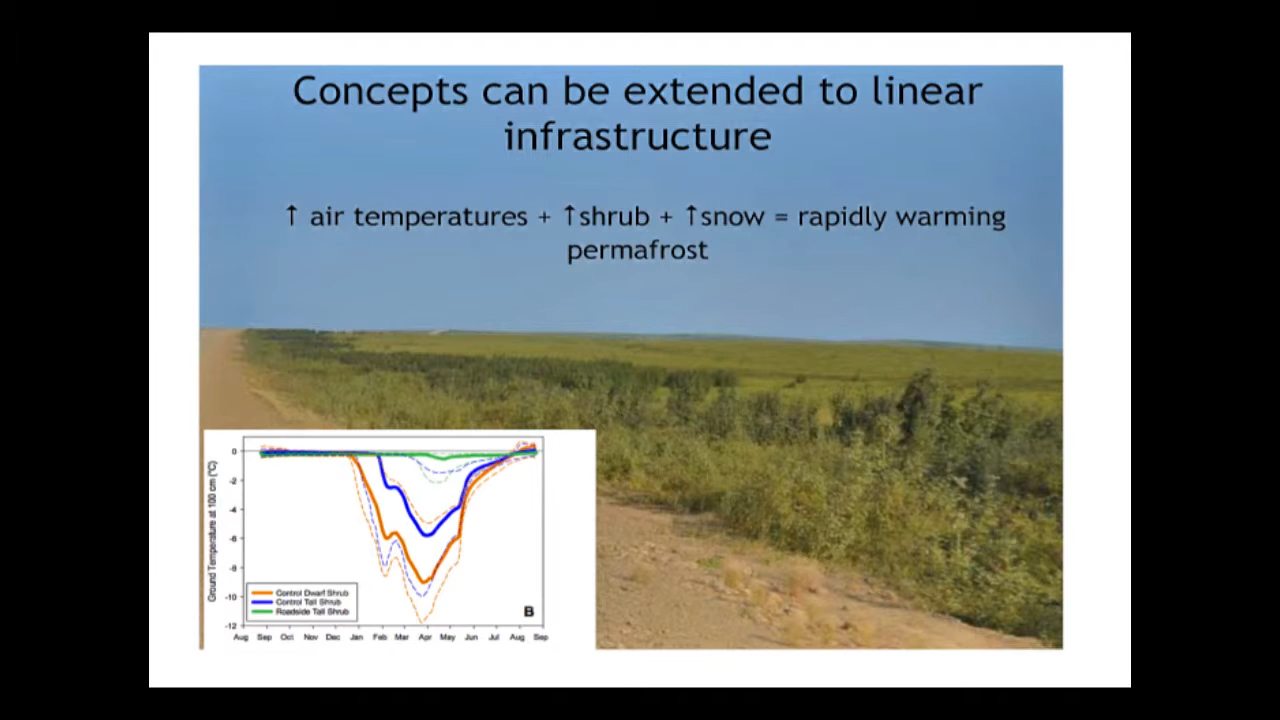 Concepts can be extended to linear
infrastructure
↑ air temperatures + ↑shrub + ↑snow = rapidly warming
permafrost
Ground Temperature at 100 cm (°C)
0
-2
-4
-6
-8
-10
-12
Control Dwarf Shrub
Control Tall Shrub
Roadside Tall Shrub
B
Aug Sep Oct Nov Dec Jan Feb Mar Apr May Jun Jul Aug Sep